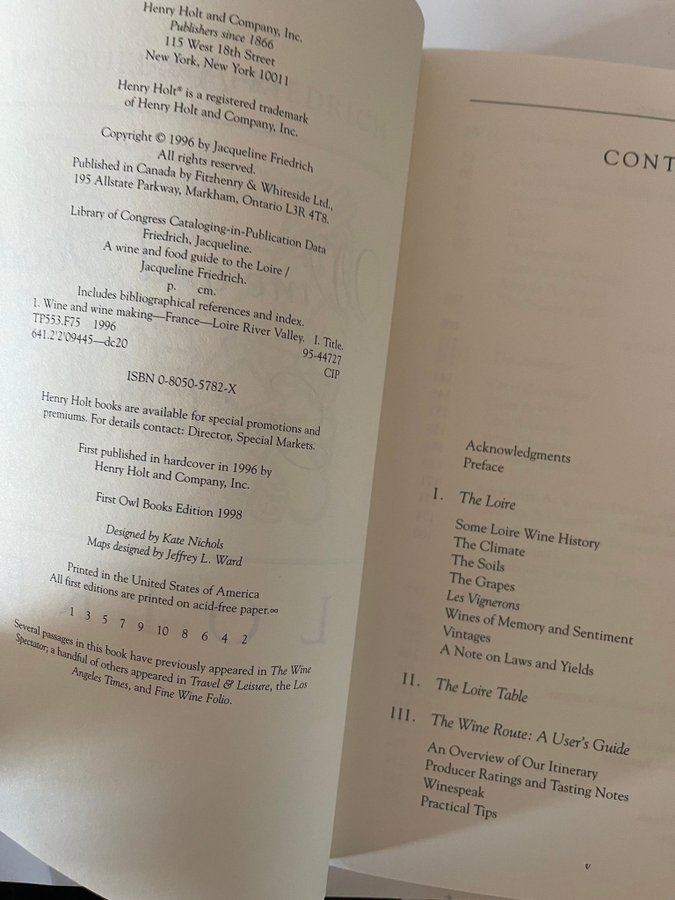 Henry Holt and Company, Inc.
Publishers since 1866
115 West 18th Street
New York, New York 10011
Henry Holt® is a registered trademark
of Henry Holt and Company, Inc.
Copyright © 1996 by Jacqueline Friedrich
All rights reserved.
Published in Canada by Fitzhenry & Whiteside Ltd.,
195 Allstate Parkway, Markham, Ontario L3R 4T8.
Library of Congress Cataloging-in-Publication Data
Friedrich, Jacqueline.
A wine and food guide to the Loire /
Jacqueline Friedrich.
p. cm.
Includes bibliographical references and index.
1. Wine and wine making—France—Loire River Valley. I. Title.
TP553.F75 1996 95-44727
641.2'2'09445—dc20 CIP
ISBN 0-8050-5782-X
Henry Holt books are available for special promotions and
premiums. For details contact: Director, Special Markets.
First published in hardcover in 1996 by
Henry Holt and Company, Inc.
First Owl Books Edition 1998
Designed by Kate Nichols
Maps designed by Jeffrey L. Ward
Printed in the United States of America
All first editions are printed on acid-free paper.∞
1 3 5 7 9 10 8 6 4 2
Several passages in this book have previously appeared in The Wine
Spectator; a handful of others appeared in Travel & Leisure, the Los
Angeles Times, and Fine Wine Folio.
CONT
Acknowledgments
Preface
I. The Loire
Some Loire Wine History
The Climate
The Soils
The Grapes
Les Vignerons
Wines of Memory and Sentiment
Vintages
A Note on Laws and Yields
II. The Loire Table
III. The Wine Route: A User's Guide
An Overview of Our Itinerary
Producer Ratings and Tasting Notes
Winespeak
Practical Tips
v